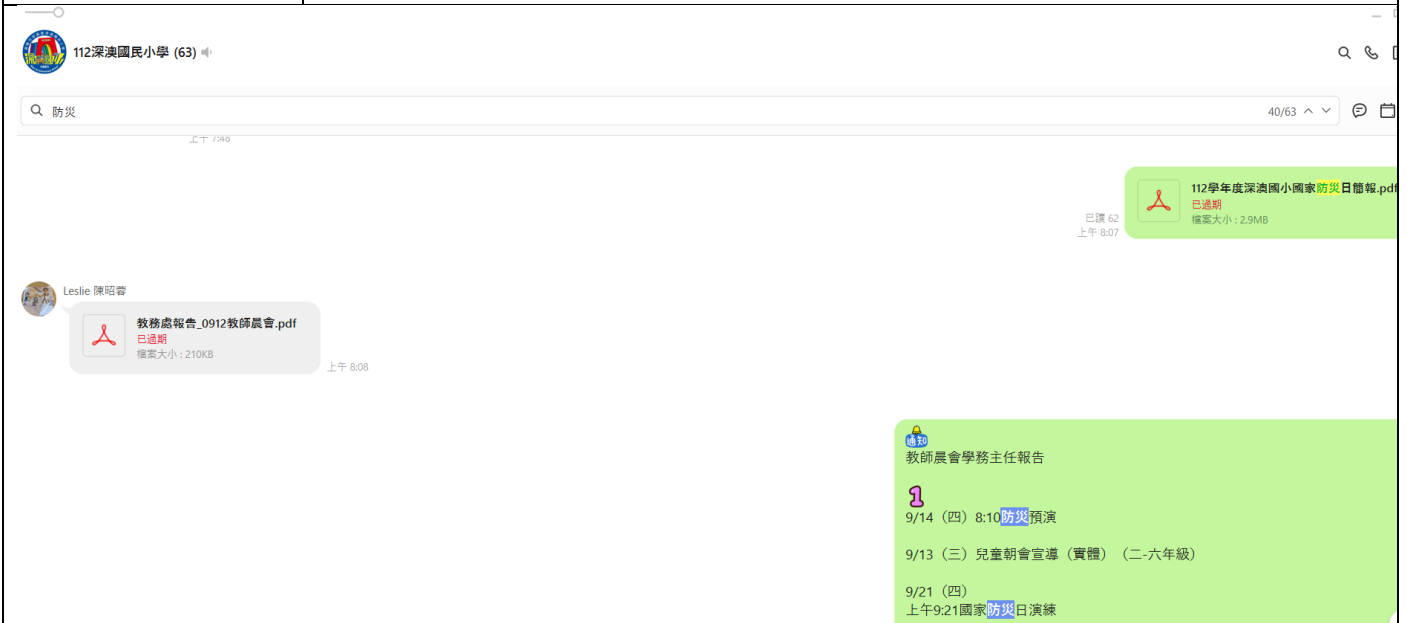 112深澳國民小學 (63)
防災
40/63
上午 7:48
112學年度深澳國小國家防災日簡報.pdf
已過期
檔案大小 : 2.9MB
已讀 62
上午 8:07
Leslie 陳昭蓉
教務處報告_0912教師晨會.pdf
已過期
檔案大小 : 210KB
上午 8:08
通知
教師晨會學務主任報告
1
9/14（四）8:10防災預演
9/13（三）兒童朝會宣導（實體）（二-六年級）
9/21（四）
上午9:21國家防災日演練